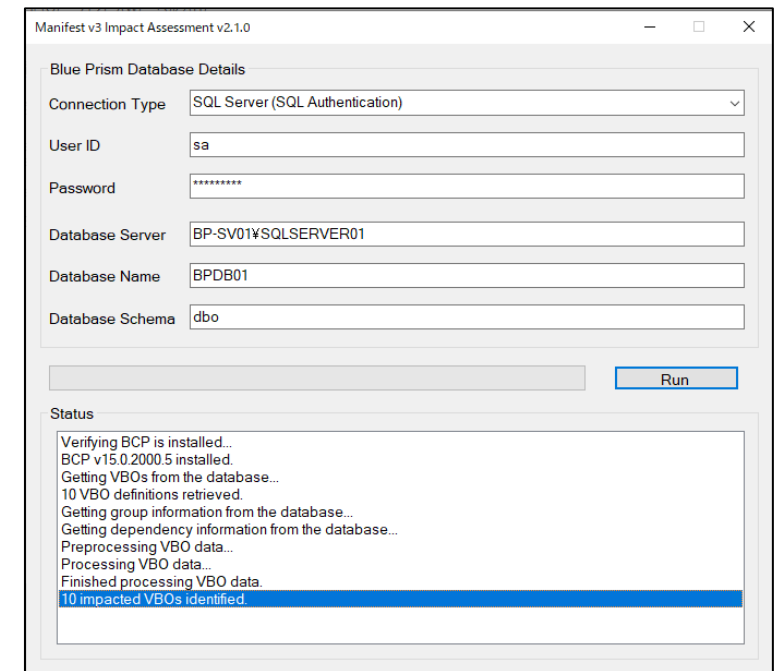 Manifest v3 Impact Assessment v2.1.0
Blue Prism Database Details
Connection Type SQL Server (SQL Authentication)
User ID sa
Password *********
Database Server BP-SV01¥SQLSERVER01
Database Name BPDB01
Database Schema dbo
Run
Status
Verifying BCP is installed...
BCP v15.0.2000.5 installed.
Getting VBOs from the database...
10 VBO definitions retrieved.
Getting group information from the database...
Getting dependency information from the database...
Preprocessing VBO data...
Processing VBO data...
Finished processing VBO data.
10 impacted VBOs identified.